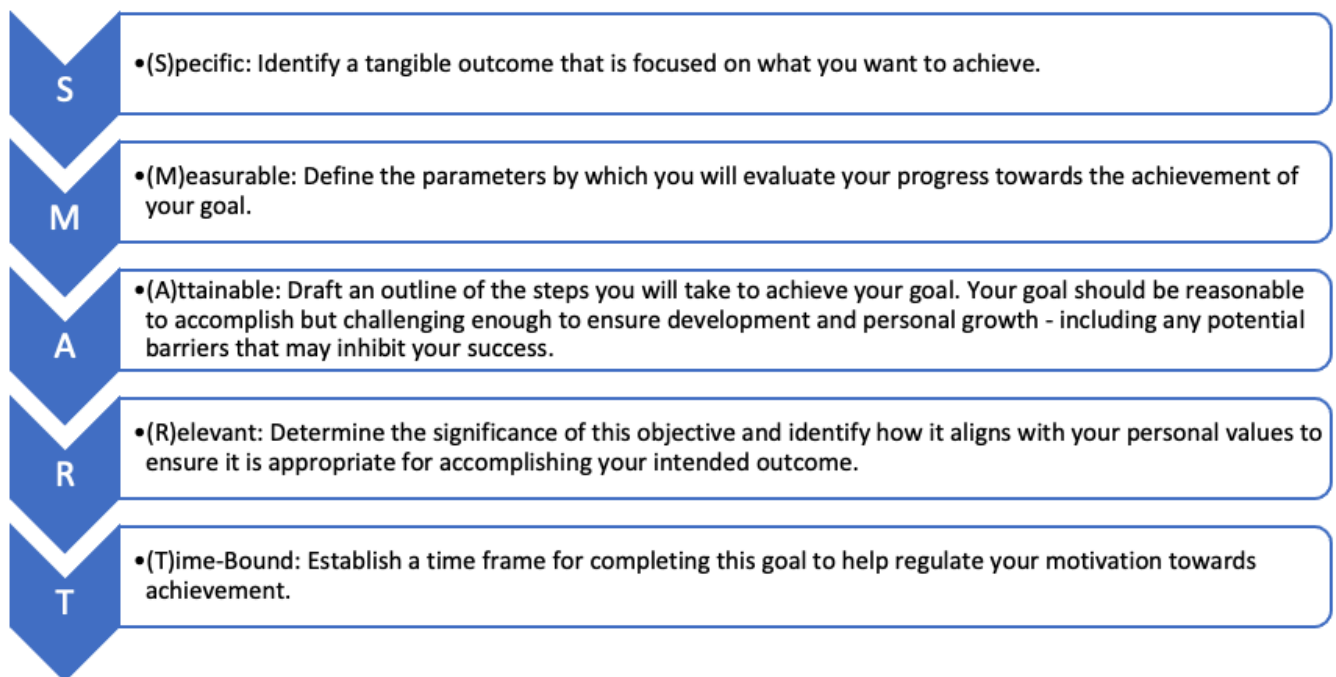 S
•(S)pecific: Identify a tangible outcome that is focused on what you want to achieve.
M
•(M)easurable: Define the parameters by which you will evaluate your progress towards the achievement of
your goal.
A
•(A)ttainable: Draft an outline of the steps you will take to achieve your goal. Your goal should be reasonable
to accomplish but challenging enough to ensure development and personal growth - including any potential
barriers that may inhibit your success.
R
•(R)elevant: Determine the significance of this objective and identify how it aligns with your personal values to
ensure it is appropriate for accomplishing your intended outcome.
T
•(T)ime-Bound: Establish a time frame for completing this goal to help regulate your motivation towards
achievement.